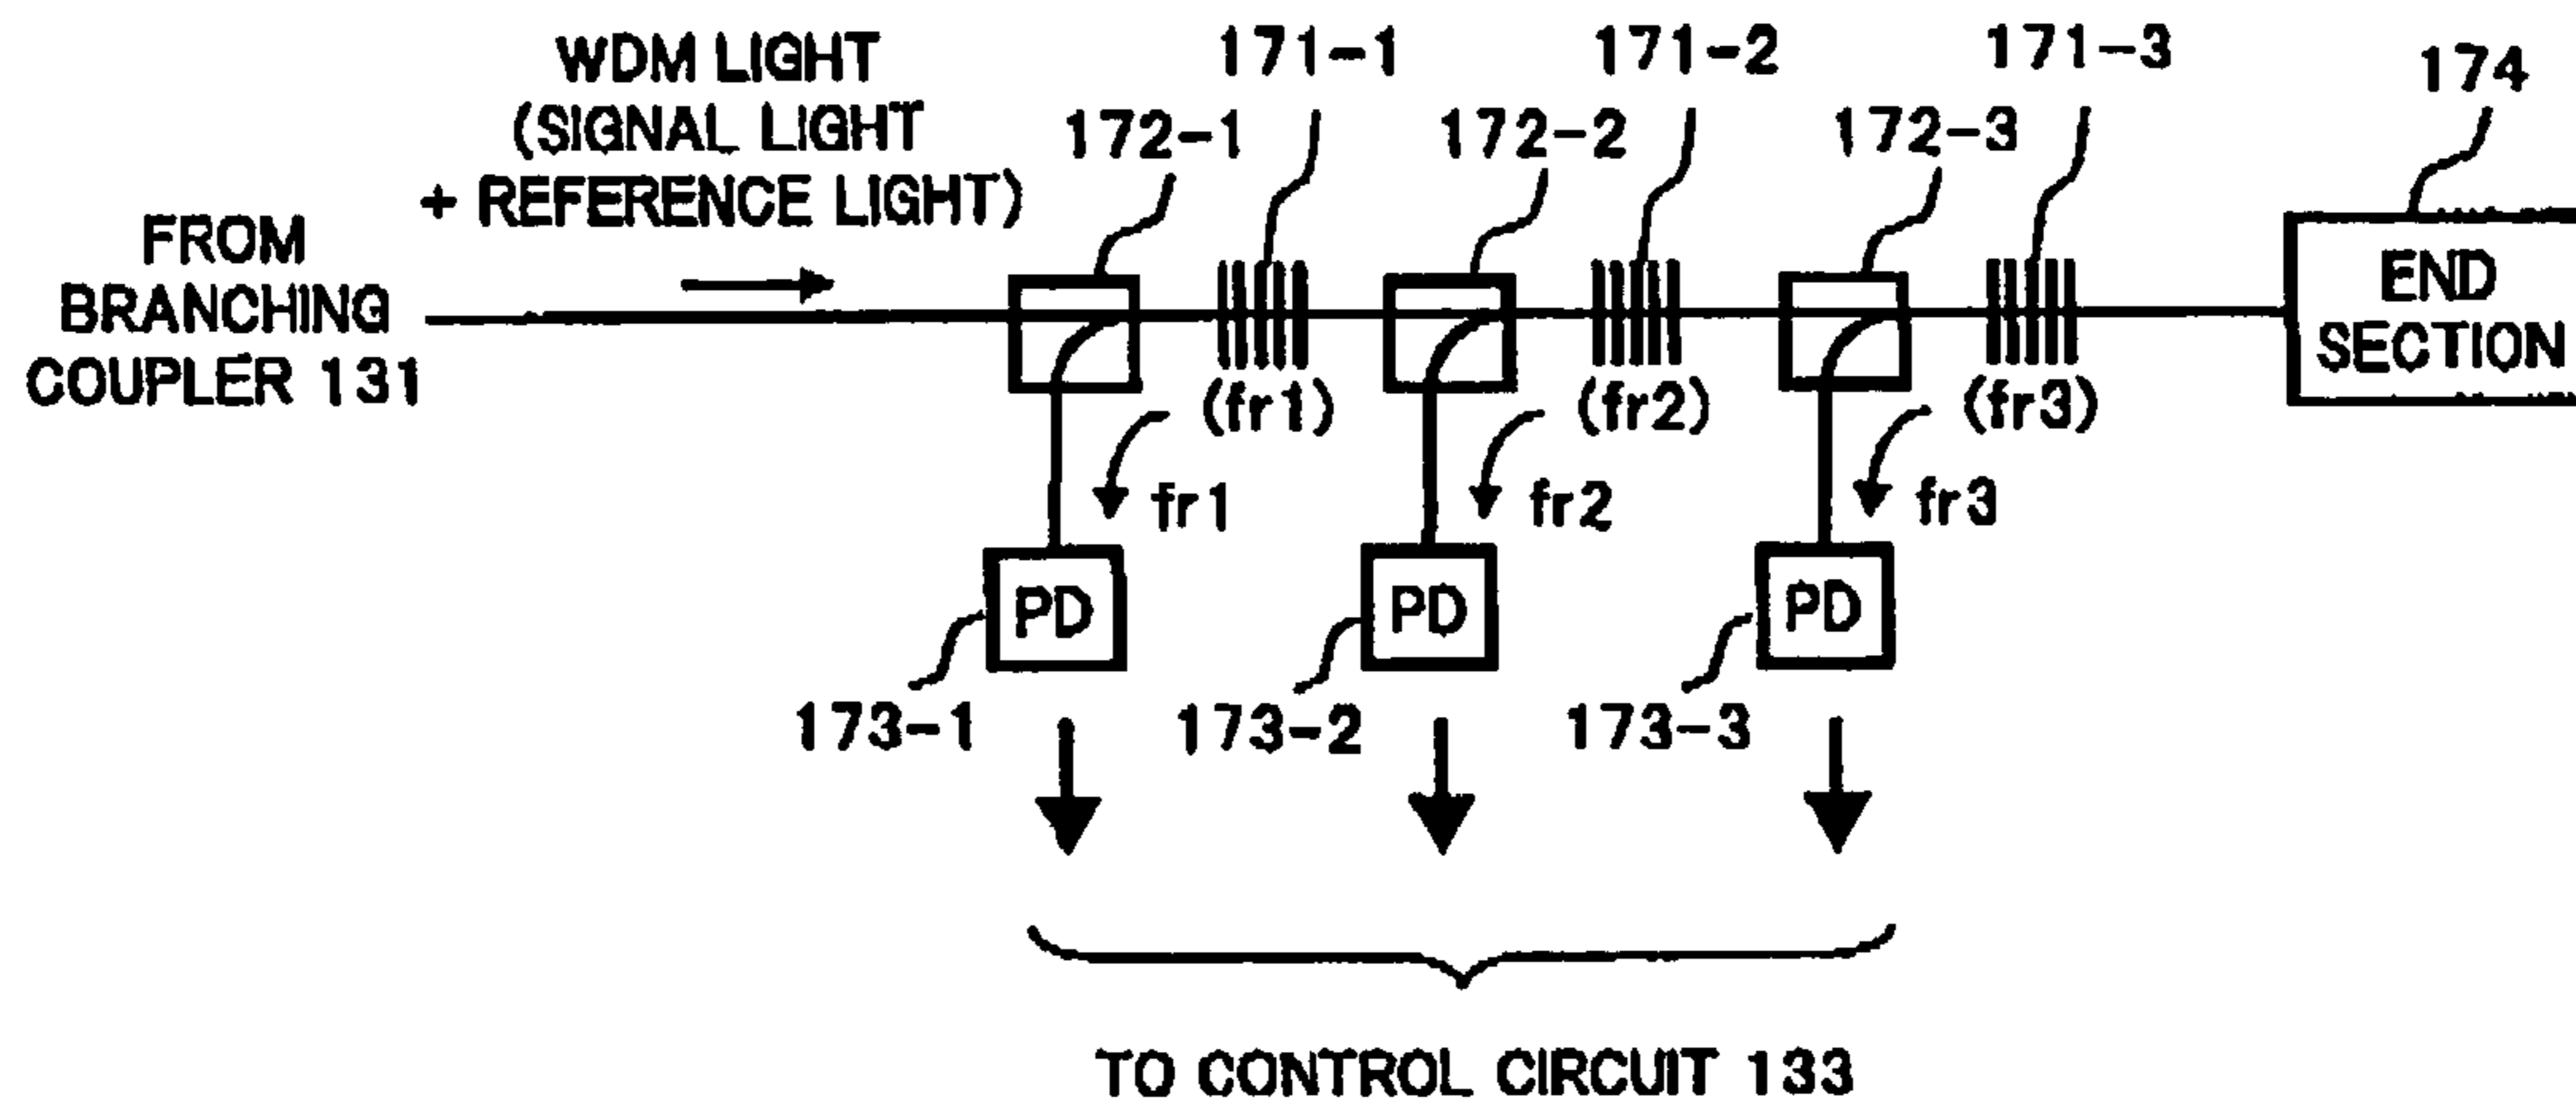 WDM LIGHT
(SIGNAL LIGHT
+ REFERENCE LIGHT)
FROM
BRANCHING
COUPLER 131
171-1
171-2
171-3
172-1
172-2
172-3
174
END
SECTION
(fr1)
(fr2)
(fr3)
fr1
fr2
fr3
PD
PD
PD
173-1
173-2
173-3
TO CONTROL CIRCUIT 133